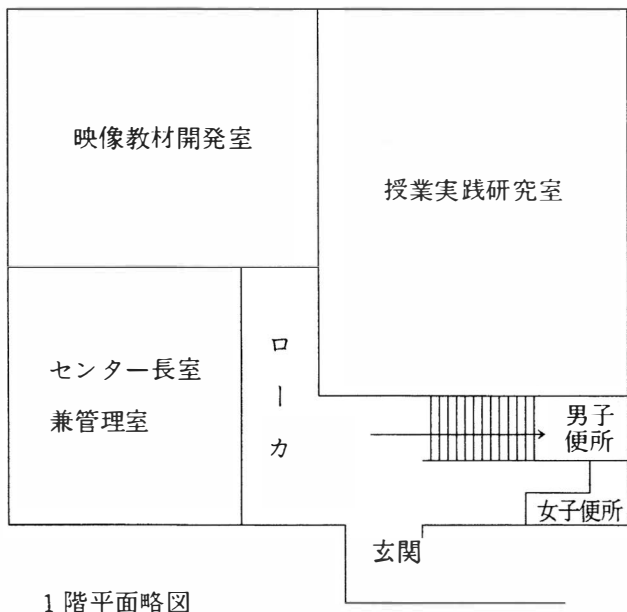 映像教材開発室
授業実践研究室
センター長室
兼管理室
ローカ
男子
便所
女子便所
玄関
1階平面略図